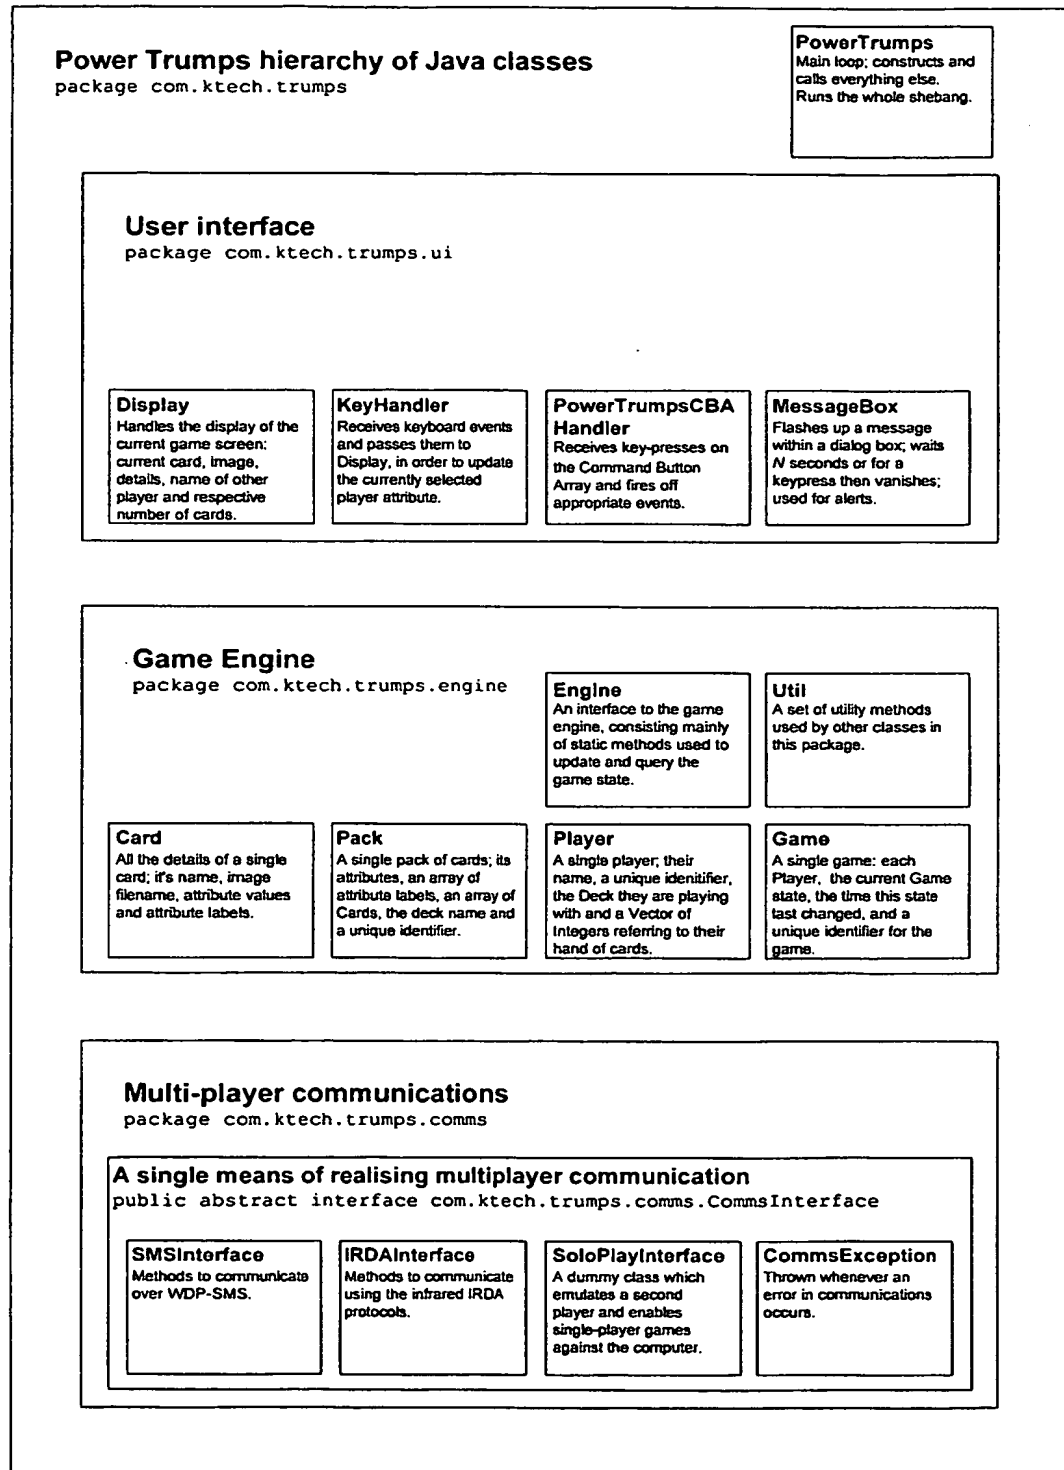 Power Trumps hierarchy of Java classes
package com.ktech.trumps
PowerTrumps
Main loop; constructs and
calls everything else.
Runs the whole shebang.
User interface
package com.ktech.trumps.ui
Display
Handles the display of the
current game screen:
current card, image,
details, name of other
player and respective
number of cards.
KeyHandler
Receives keyboard events
and passes them to
Display, in order to update
the currently selected
player attribute.
PowerTrumpsCBA
Handler
Receives key-presses on
the Command Button
Array and fires off
appropriate events.
MessageBox
Flashes up a message
within a dialog box; waits
N seconds or for a
keypress then vanishes;
used for alerts.
Game Engine
package com.ktech.trumps.engine
Engine
An interface to the game
engine, consisting mainly
of static methods used to
update and query the
game state.
Util
A set of utility methods
used by other classes in
this package.
Card
All the details of a single
card; it's name, image
filename, attribute values
and attribute labels.
Pack
A single pack of cards; its
attributes, an array of
attribute labels, an array of
Cards, the deck name and
a unique identifier.
Player
A single player; their
name, a unique idenitifier,
the Deck they are playing
with and a Vector of
Integers referring to their
hand of cards.
Game
A single game: each
Player, the current Game
state, the time this state
last changed, and a
unique identifier for the
game.
Multi-player communications
package com.ktech.trumps.comms
A single means of realising multiplayer communication
public abstract interface com.ktech.trumps.comms.CommsInterface
SMSInterface
Methods to communicate
over WDP-SMS.
IRDAInterface
Methods to communicate
using the infrared IRDA
protocols.
SoloPlayInterface
A dummy class which
emulates a second
player and enables
single-player games
against the computer.
CommsException
Thrown whenever an
error in communications
occurs.